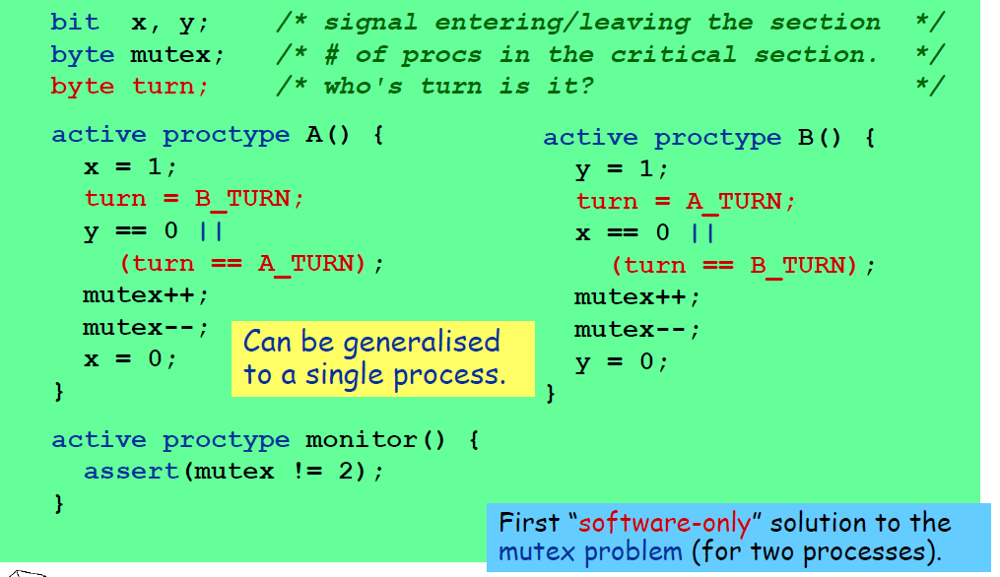 bit x, y; /* signal entering/leaving the section */
byte mutex; /* # of procs in the critical section. */
byte turn; /* who's turn is it? */
active proctype A() {
x = 1;
turn = B_TURN;
y == 0 ||
(turn == A_TURN);
mutex++;
mutex--;
x = 0;
}
active proctype B() {
y = 1;
turn = A_TURN;
x == 0 ||
(turn == B_TURN);
mutex++;
mutex--;
y = 0;
}
Can be generalised
to a single process.
active proctype monitor() {
assert(mutex != 2);
}
First “software-only” solution to the
mutex problem (for two processes).